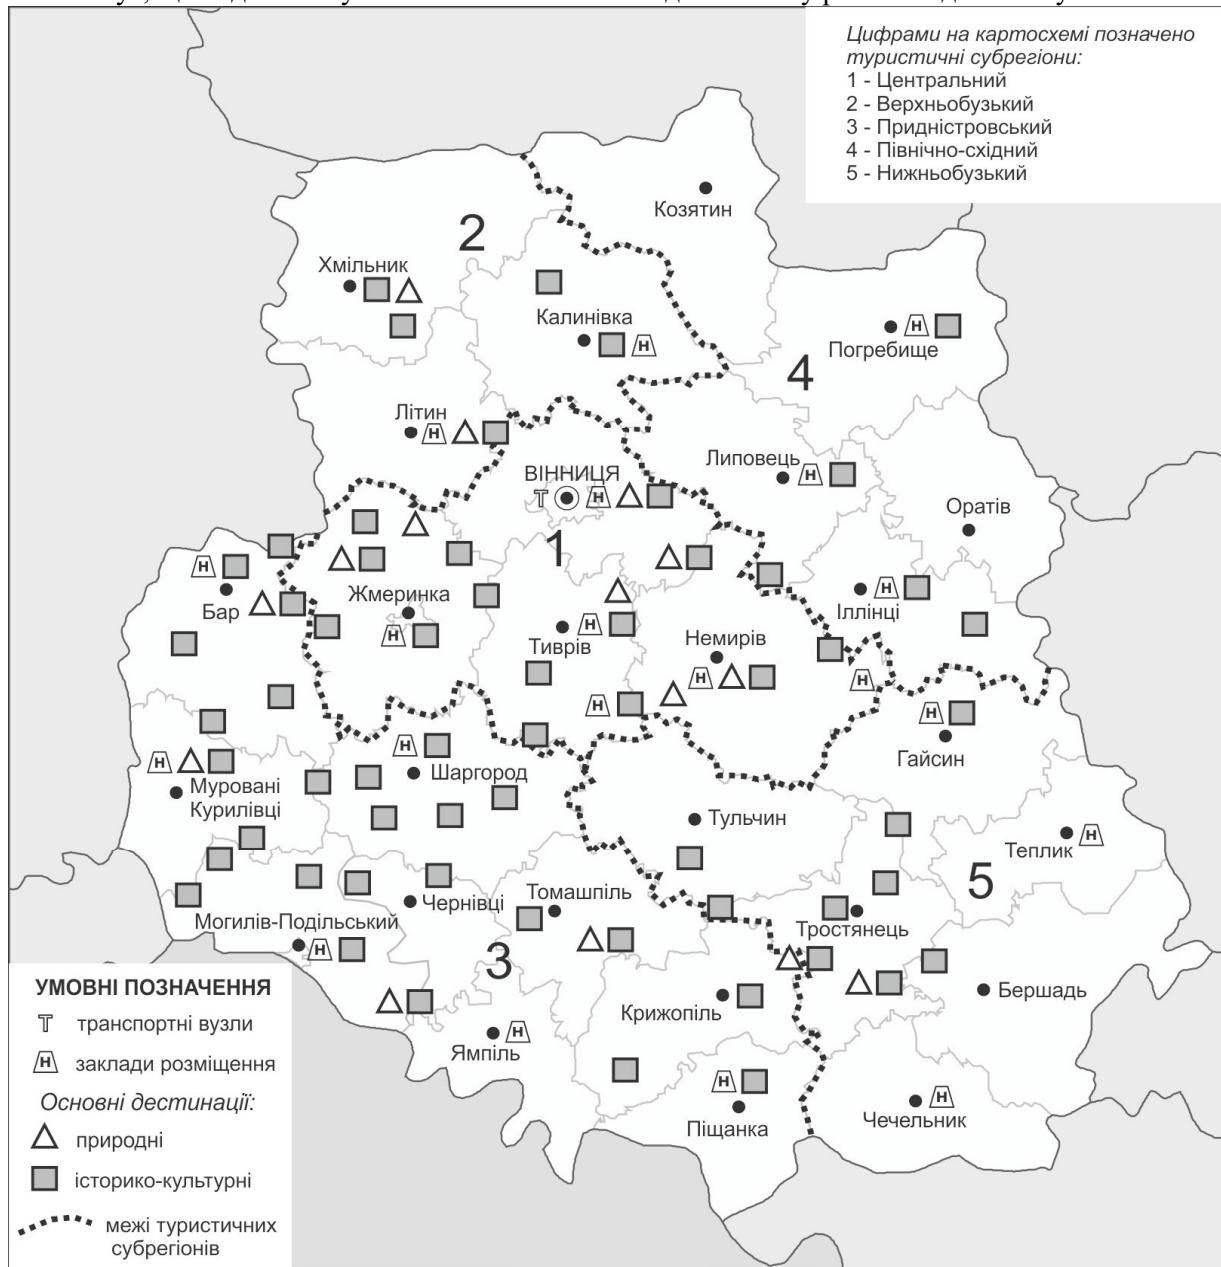 Цифрами на картосхемі позначено
туристичні субрегіони:
1 - Центральний
2 - Верхньобузький
3 - Придністровський
4 - Північно-східний
5 - Нижньобузький
Козятин
2
Хмільник
Калинівка
Н
Погребище
Н
4
Літин
Н
ВІННИЦЯ
Т
Н
Липовець
Н
Оратів
1
Н
Бар
Жмеринка
Н
Тиврів
Н
Немирів
Н
Іллінці
Н
Н
Н
Н
Гайсин
Н
Шаргород
Н
Муровані
Курилівці
Тульчин
Теплик
Н
5
Томашпіль
Чернівці
Тростянець
Могилів-Подільський
Н
3
Крижопіль
Бершадь
Ямпіль
Н
Н
Піщанка
Чечельник
Н
УМОВНІ ПОЗНАЧЕННЯ
Т транспортні вузли
Н заклади розміщення
Основні дестинації:
природні
історико-культурні
межі туристичних
субрегіонів